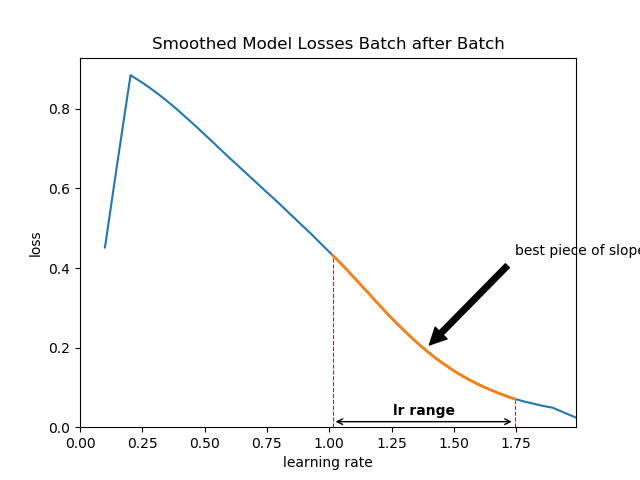 Smoothed Model Losses Batch after Batch
0.8
0.6
0.4
0.2
0.0
loss
best piece of slope
lr range
0.00 0.25 0.50 0.75 1.00 1.25 1.50 1.75
learning rate